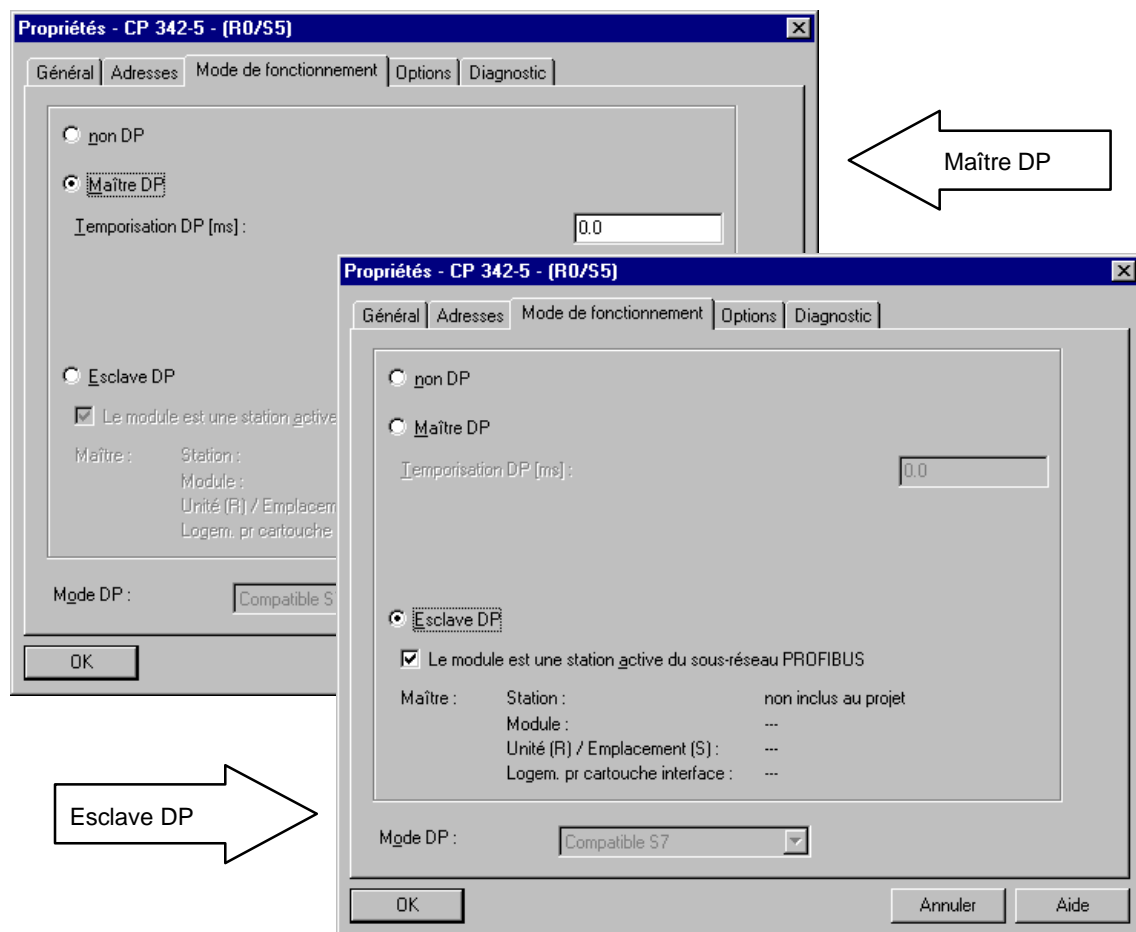 Propriétés - CP 342-5 - (R0/S5)
Général Adresses Mode de fonctionnement Options Diagnostic
non DP
Maître DP
Temporisation DP [ms] : 0.0
Esclave DP
Le module est une station active
Maître : Station :
Module :
Unité (R) / Emplacem
Logem. pr cartouche
Mode DP : Compatible S
OK
Maître DP
Propriétés - CP 342-5 - (R0/S5)
Général Adresses Mode de fonctionnement Options Diagnostic
non DP
Maître DP
Temporisation DP [ms] : 0.0
Esclave DP
Le module est une station active du sous-réseau PROFIBUS
Maître : Station : non inclus au projet
Module : ---
Unité (R) / Emplacement (S) : ---
Logem. pr cartouche interface : ---
Mode DP : Compatible S7
OK Annuler Aide
Esclave DP